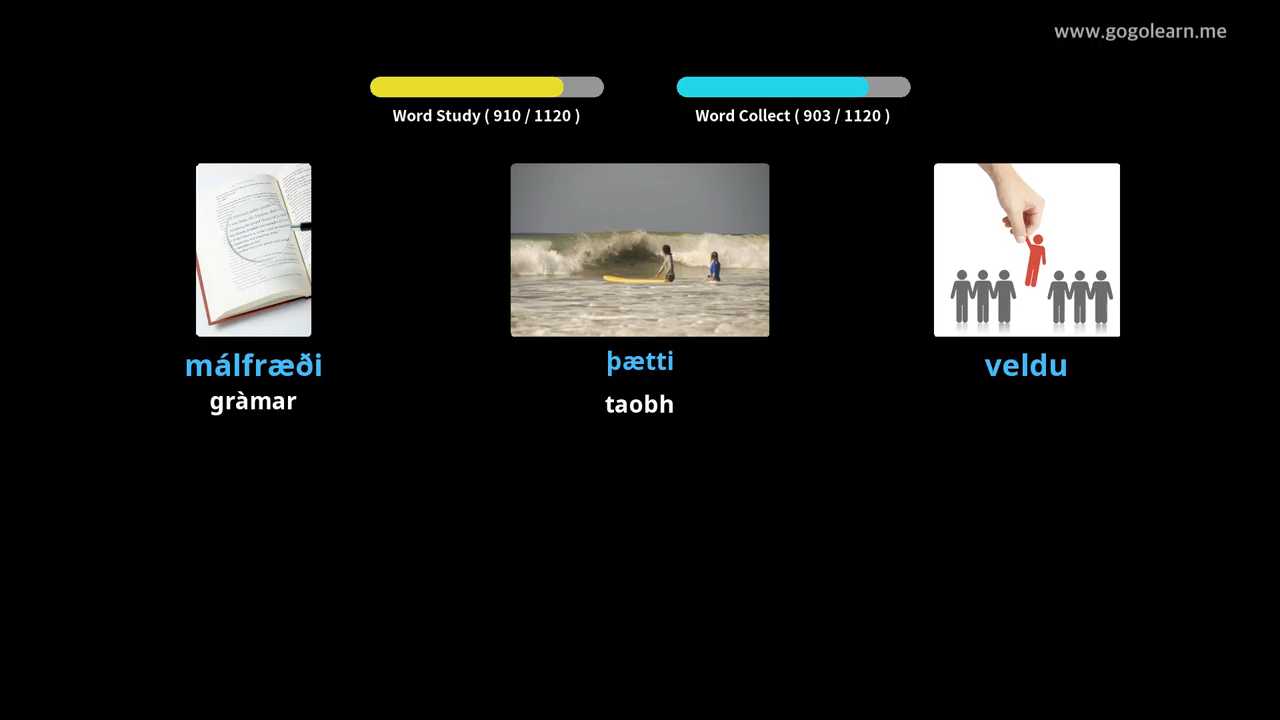 www.gogolearn.me
Word Study ( 910 / 1120 )
Word Collect ( 903 / 1120 )
málfræði
gràmar
þætti
taobh
veldu